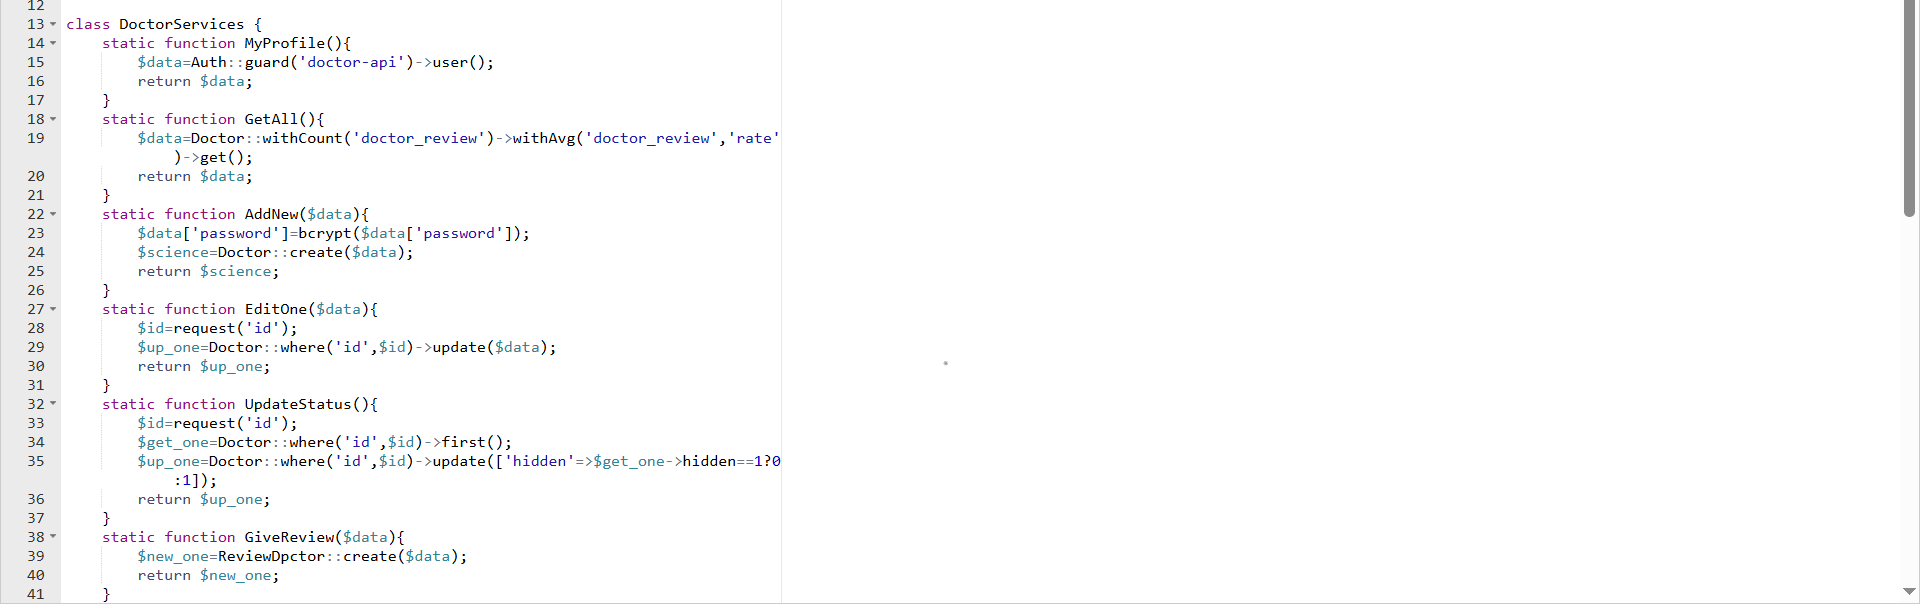 12
13 class DoctorServices {
14     static function MyProfile(){
15         $data=Auth::guard('doctor-api')->user();
16         return $data;
17     }
18     static function GetAll(){
19         $data=Doctor::withCount('doctor_review')->withAvg('doctor_review','rate'
            )->get();
20         return $data;
21     }
22     static function AddNew($data){
23         $data['password']=bcrypt($data['password']);
24         $science=Doctor::create($data);
25         return $science;
26     }
27     static function EditOne($data){
28         $id=request('id');
29         $up_one=Doctor::where('id',$id)->update($data);
30         return $up_one;
31     }
32     static function UpdateStatus(){
33         $id=request('id');
34         $get_one=Doctor::where('id',$id)->first();
35         $up_one=Doctor::where('id',$id)->update(['hidden'=>$get_one->hidden==1?0
            :1]);
36         return $up_one;
37     }
38     static function GiveReview($data){
39         $new_one=ReviewDpctor::create($data);
40         return $new_one;
41     }